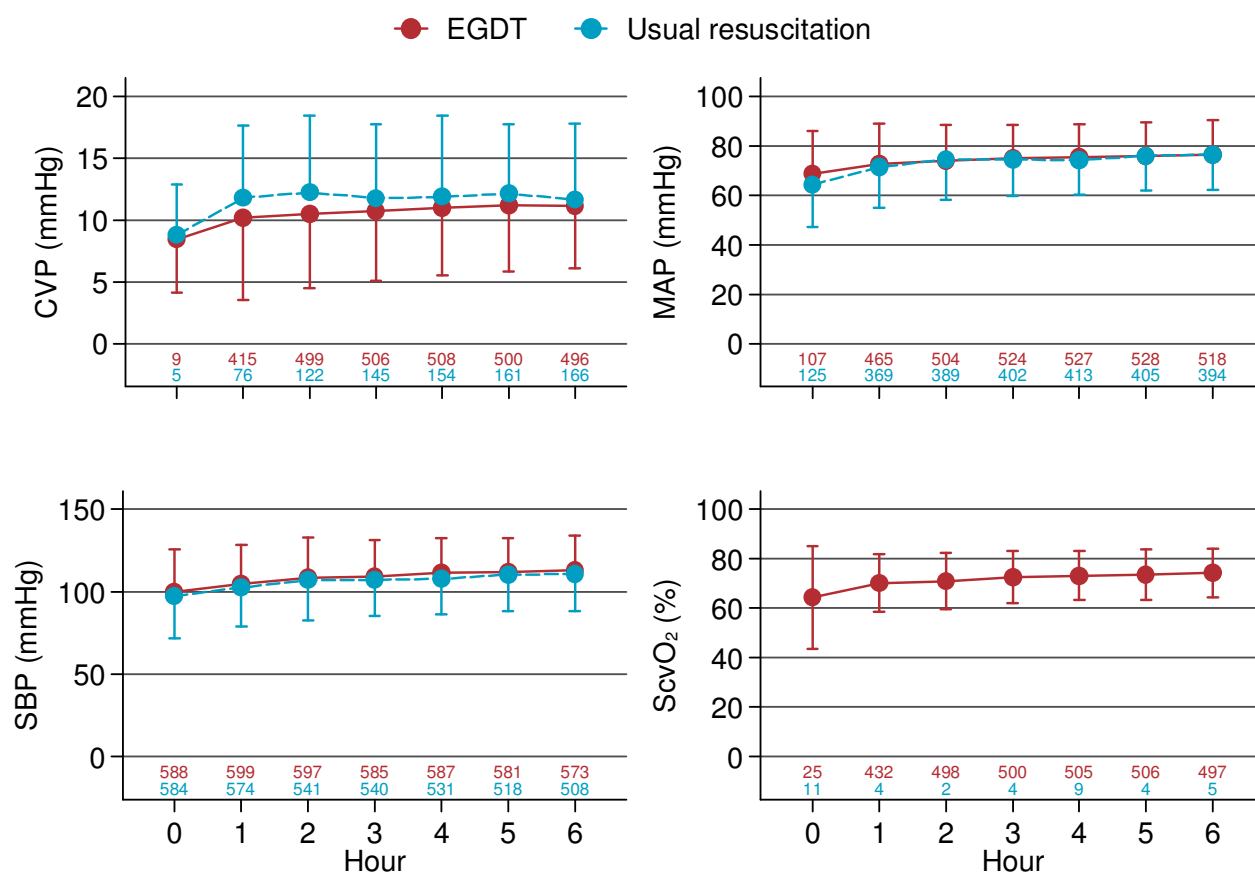 EGDT Usual resuscitation
CVP (mmHg)
20
15
10
5
0
9 415 499 506 508 500 496
5 76 122 145 154 161 166
MAP (mmHg)
100
80
60
40
20
0
107 465 504 524 527 528 518
125 369 389 402 413 405 394
SBP (mmHg)
150
100
50
0
588 599 597 585 587 581 573
584 574 541 540 531 518 508
0 1 2 3 4 5 6
Hour
ScvO₂ (%)
100
80
60
40
20
0
25 432 498 500 505 506 497
11 4 2 4 9 4 5
0 1 2 3 4 5 6
Hour